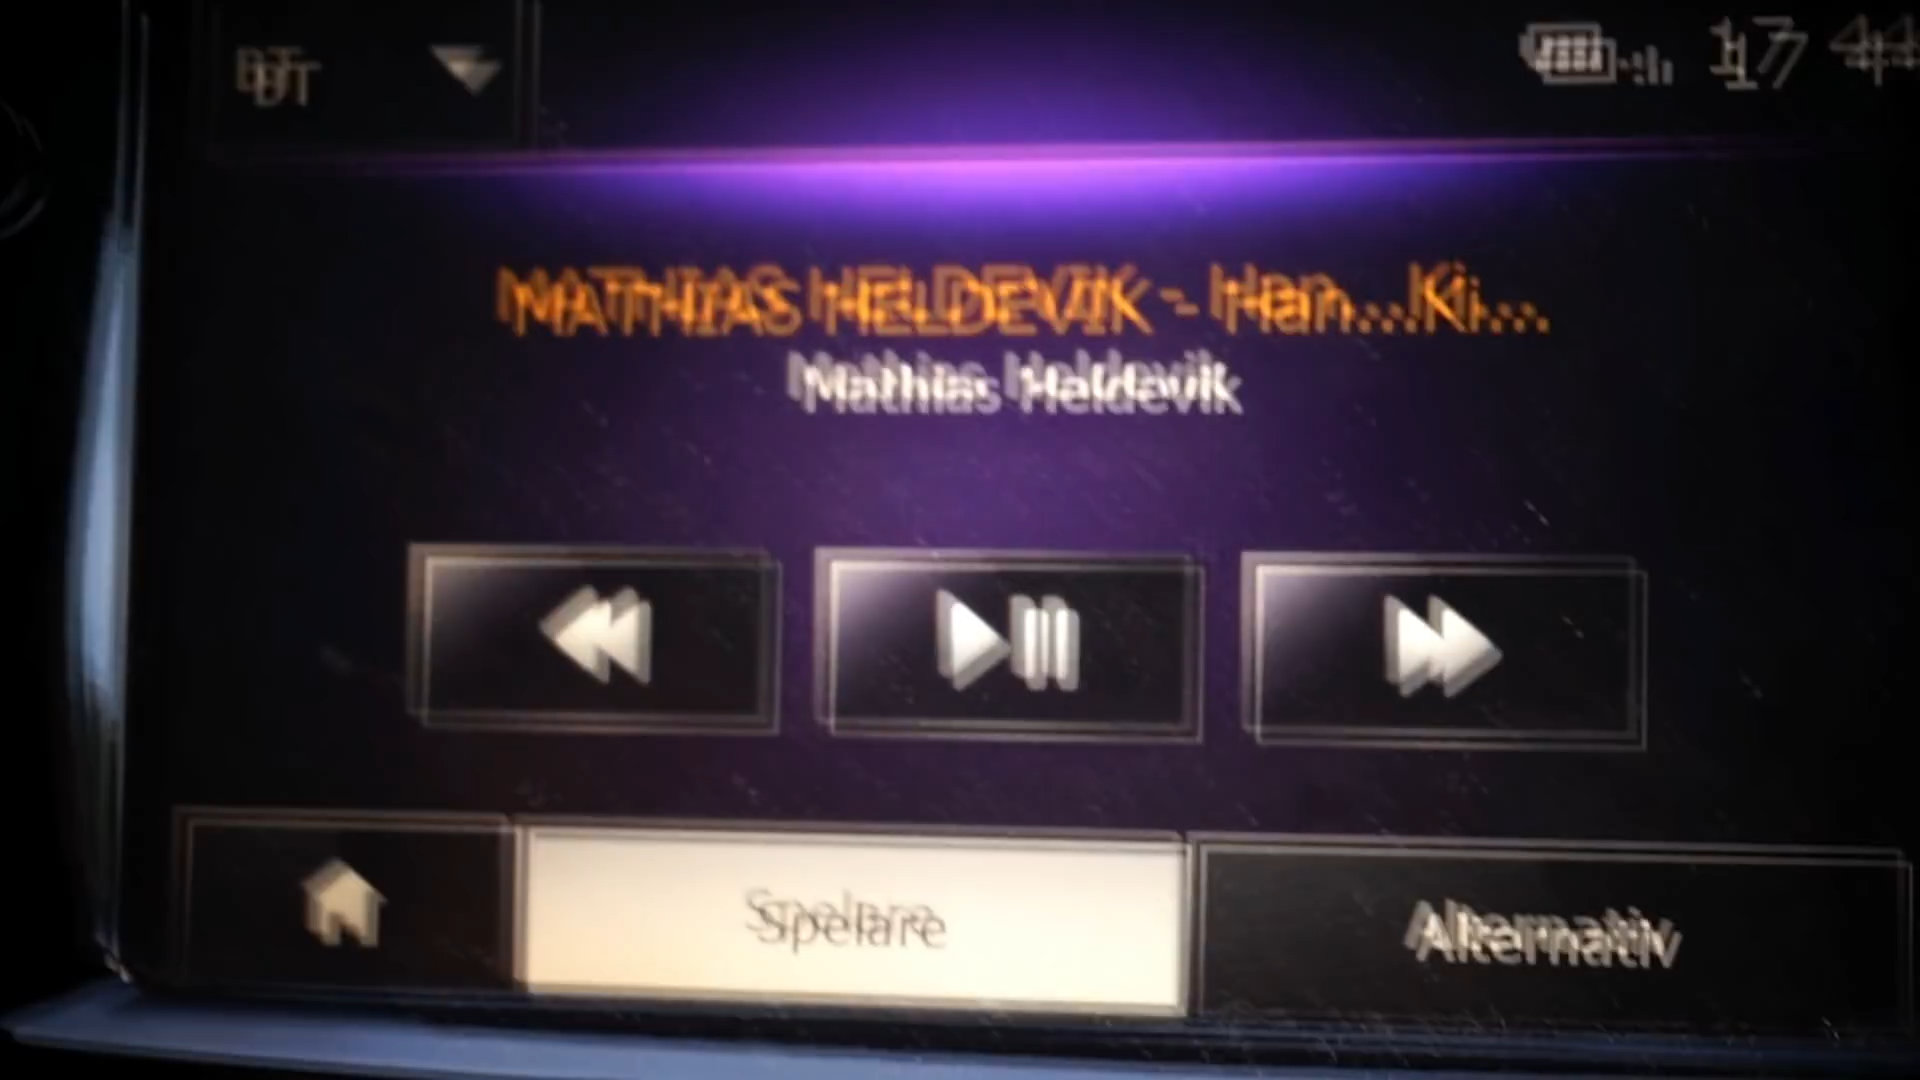 BT 17 44
MATHIAS HELDEVIK - Han...Ki...
Mathias Heldevik
Spelare Alternativ